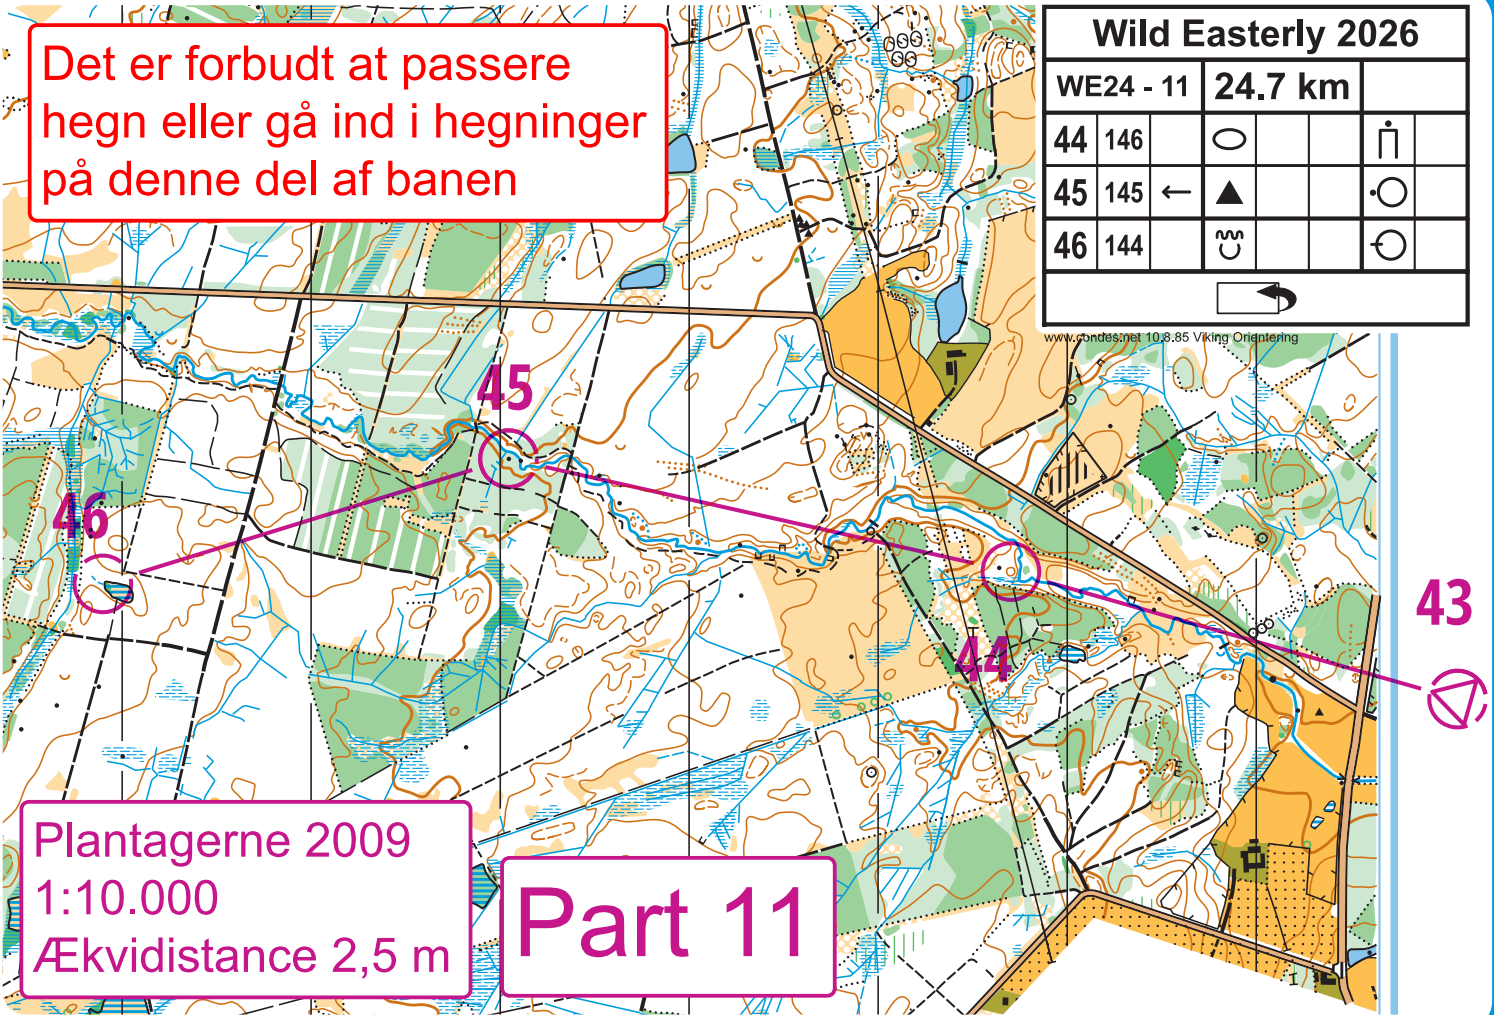 Det er forbudt at passere
hegn eller gå ind i hegninger
på denne del af banen
Wild Easterly 2026
WE24 - 11 24.7 km
44 146
45 145
46 144
www.condes.net 10.8.85 Viking Orientering
45
46
44
43
Plantagerne 2009
1:10.000
Ækvidistance 2,5 m
Part 11